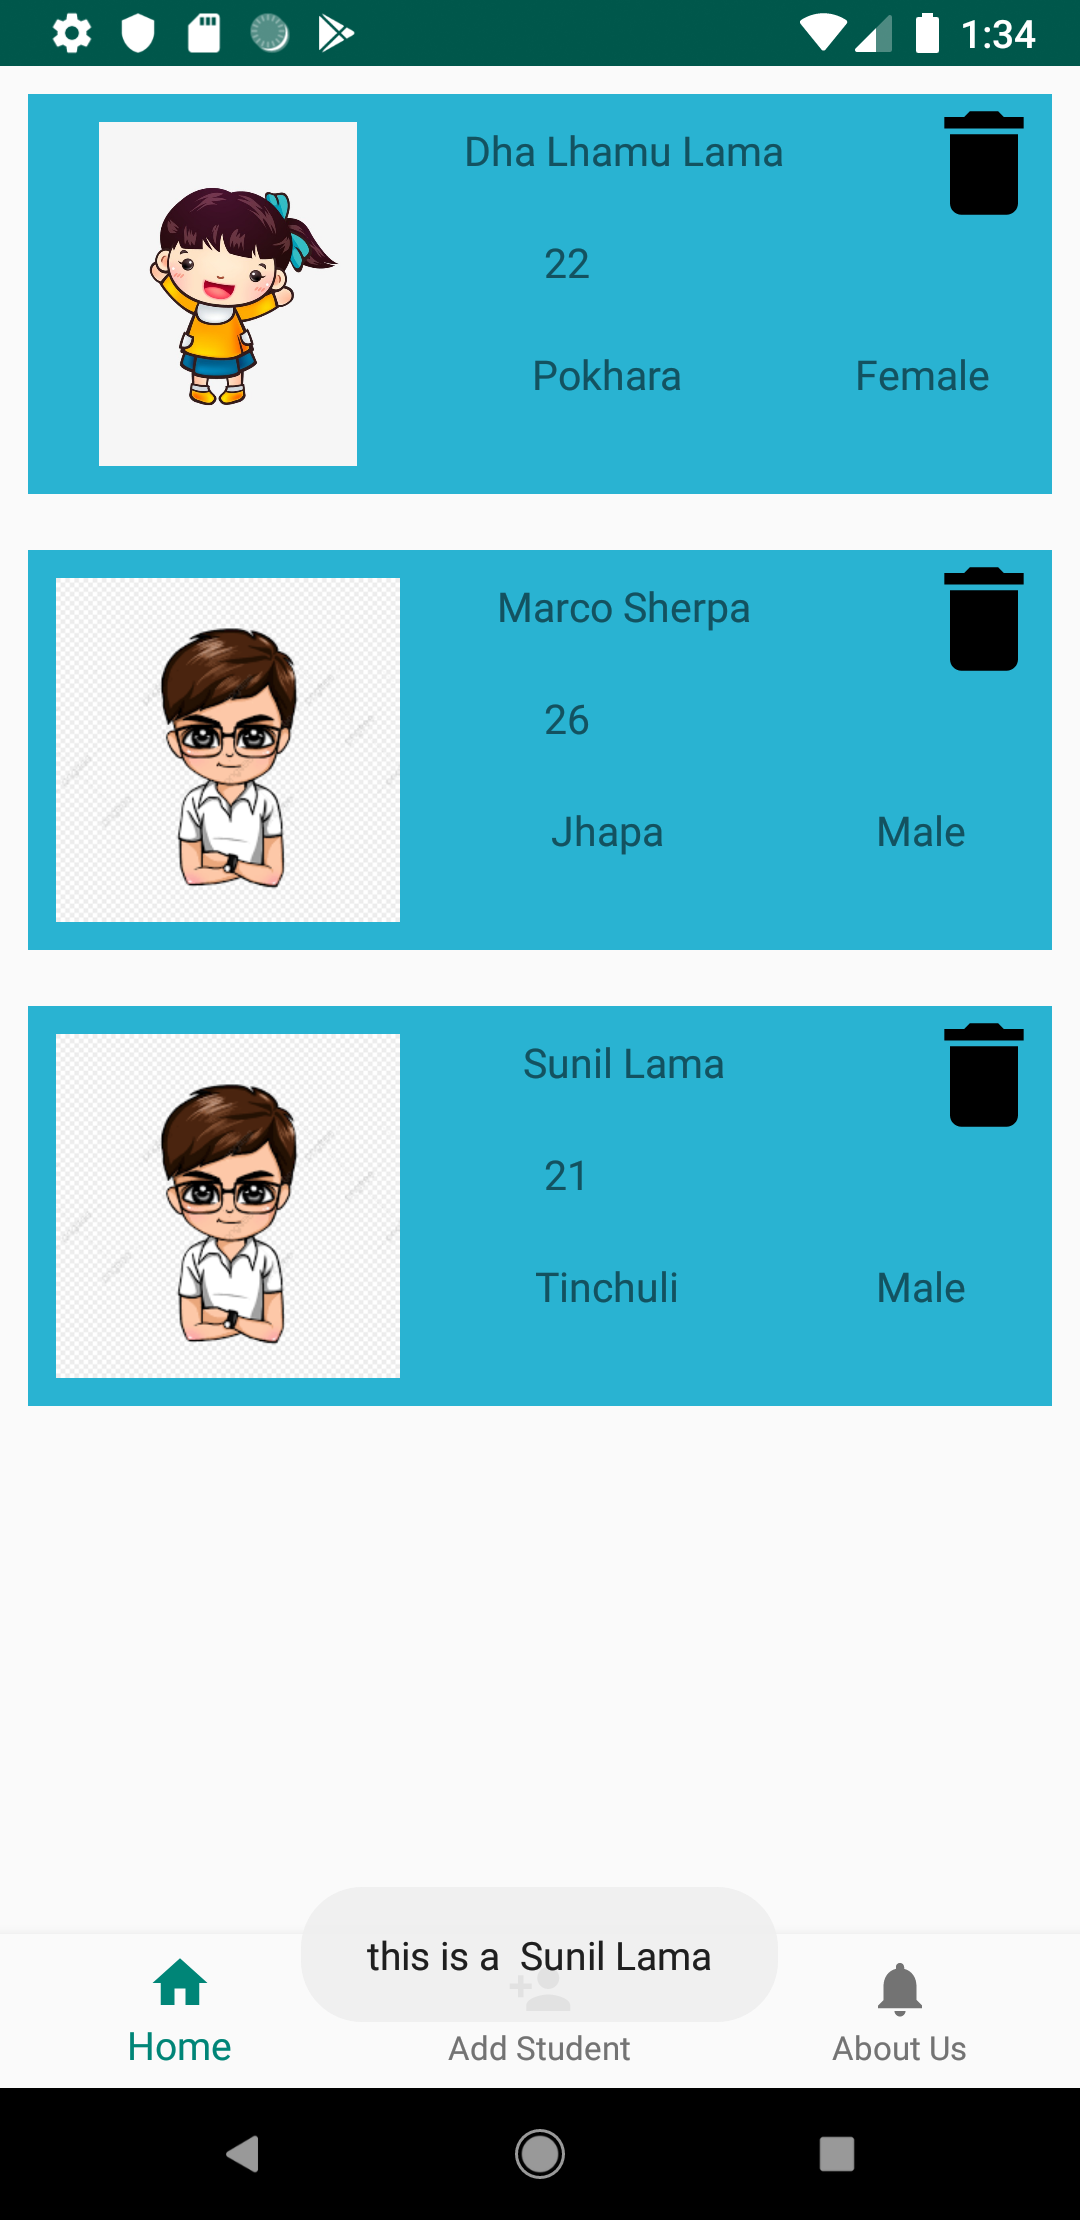 1:34
Dha Lhamu Lama
22
Pokhara Female
Marco Sherpa
26
Jhapa Male
Sunil Lama
21
Tinchuli Male
this is a  Sunil Lama
Home Add Student About Us